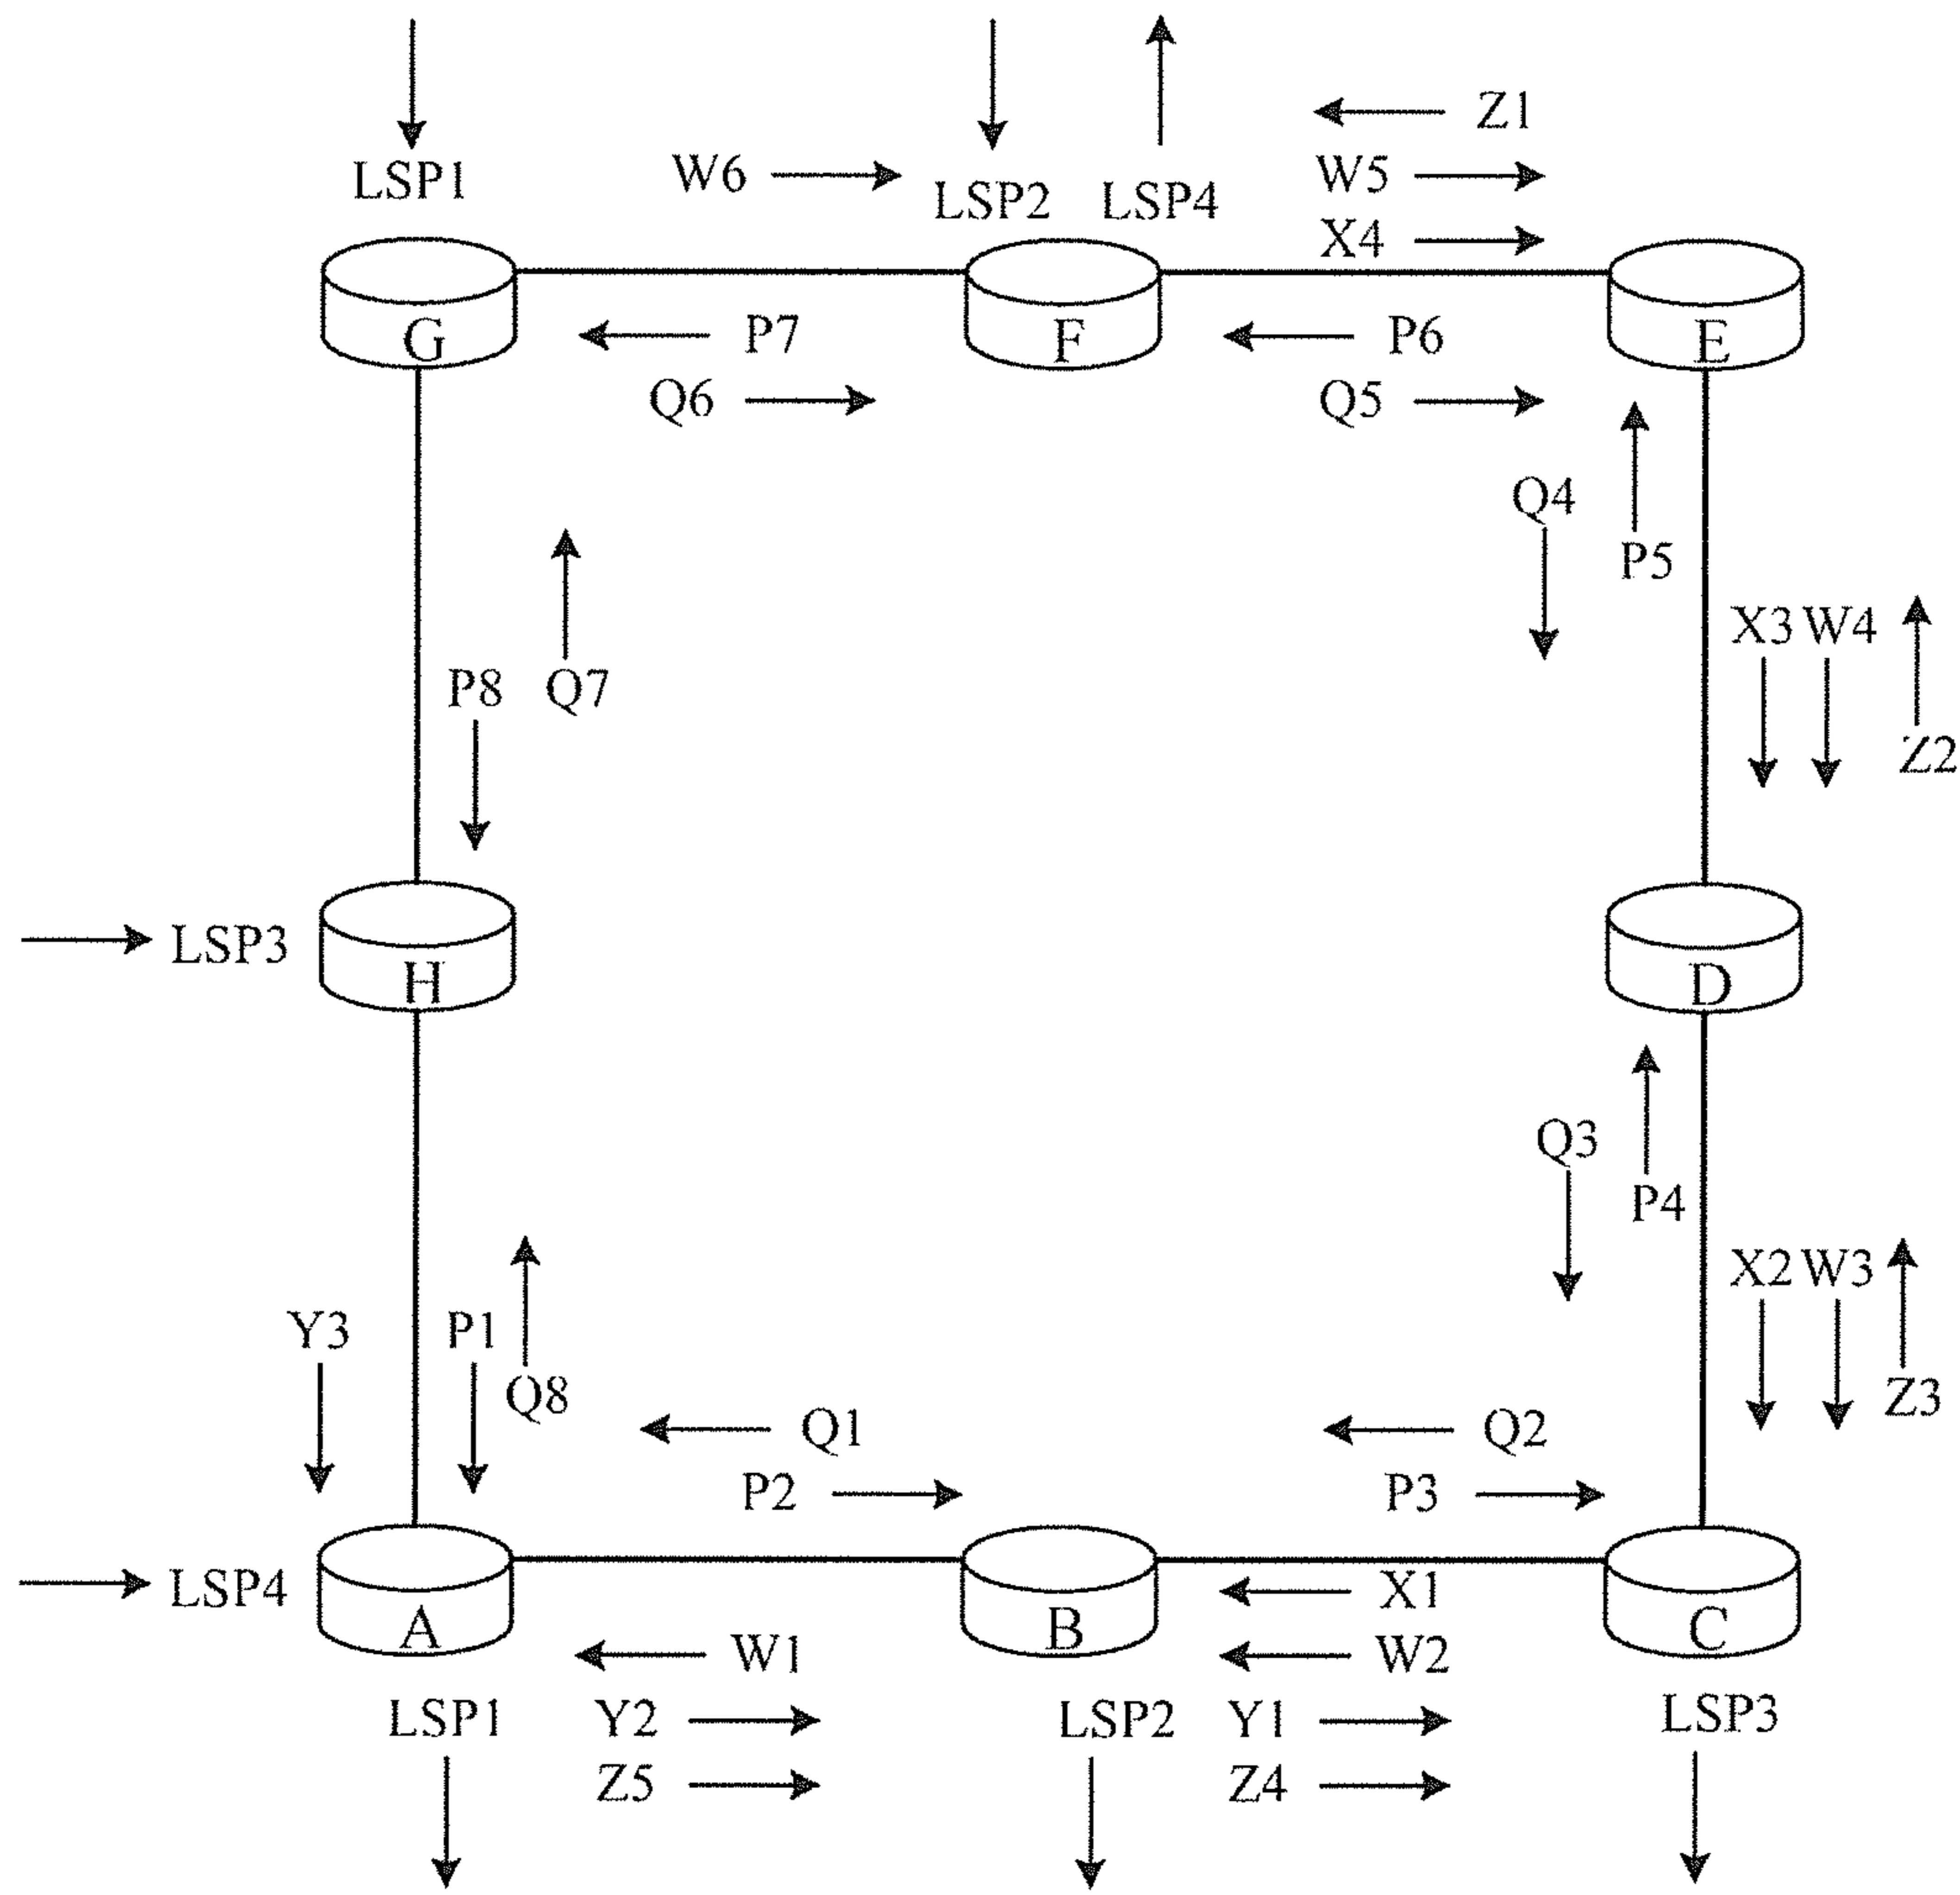 Z1
LSP1 W6 LSP2 LSP4 W5
X4
G F E
P7 P6
Q6 Q5
Q4
P5
X3 W4
P8 Q7
Z2
LSP3
H D
Q3
P4
X2 W3
Y3 P1
Q8 Z3
Q1 Q2
P2 P3
LSP4 X1
A B C
W1 W2
LSP1 Y2 LSP2 Y1 LSP3
Z5 Z4